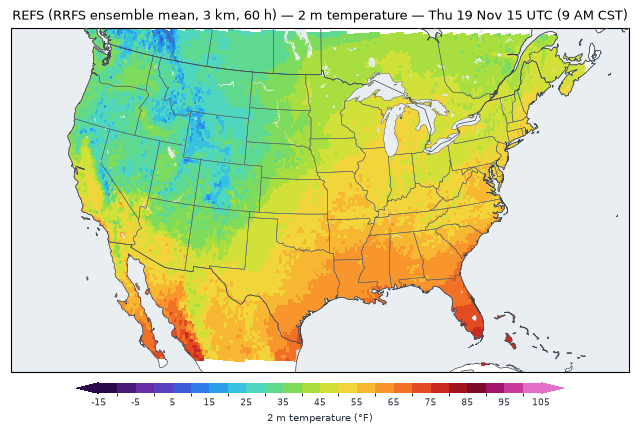 REFS (RRFS ensemble mean, 3 km, 60 h) — 2 m temperature — Thu 19 Nov 15 UTC (9 AM CST)
-15 -5 5 15 25 35 45 55 65 75 85 95 105
2 m temperature (°F)